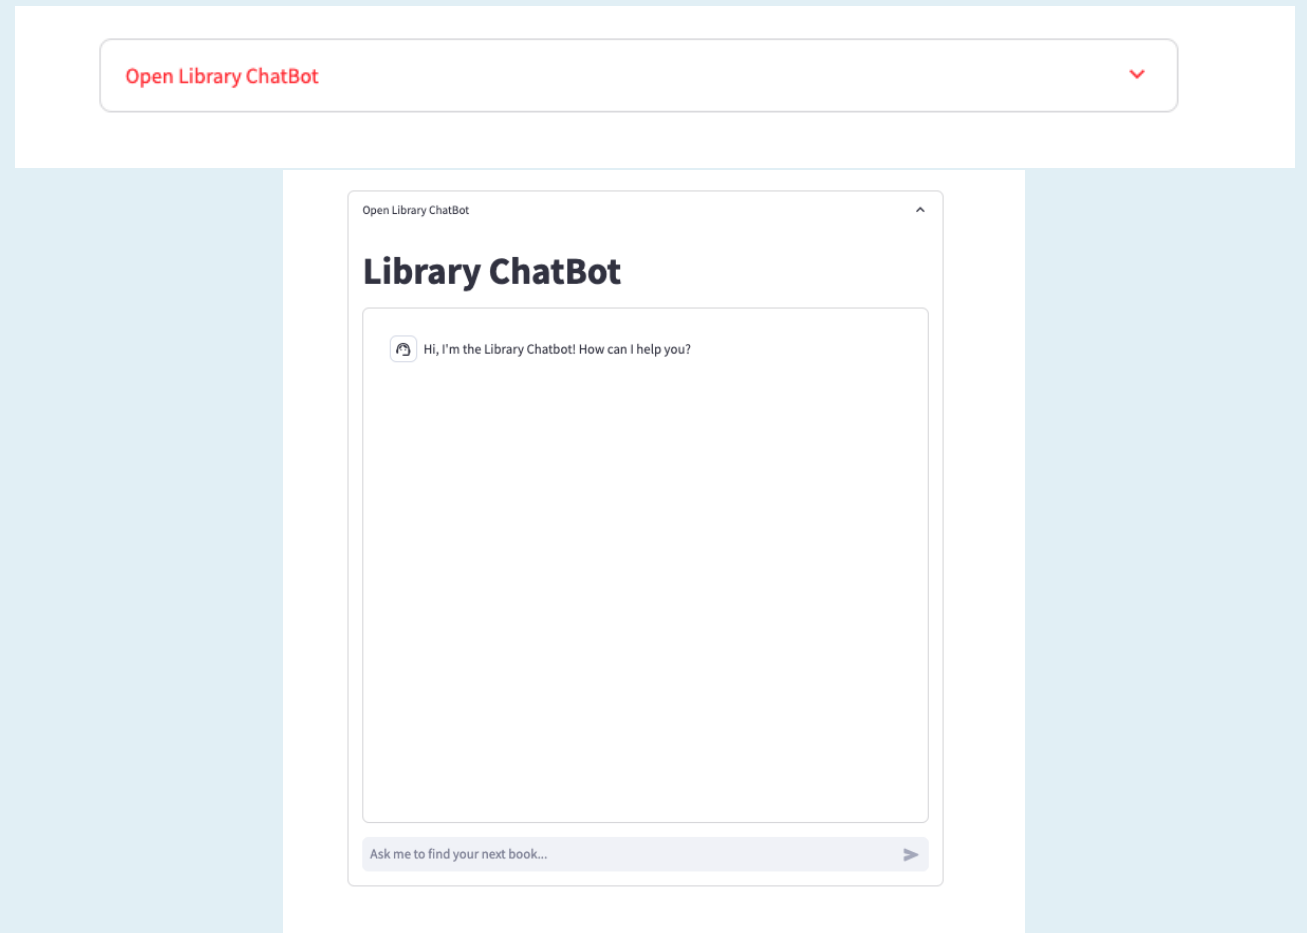 Open Library ChatBot
Open Library ChatBot
Library ChatBot
Hi, I'm the Library Chatbot! How can I help you?
Ask me to find your next book...